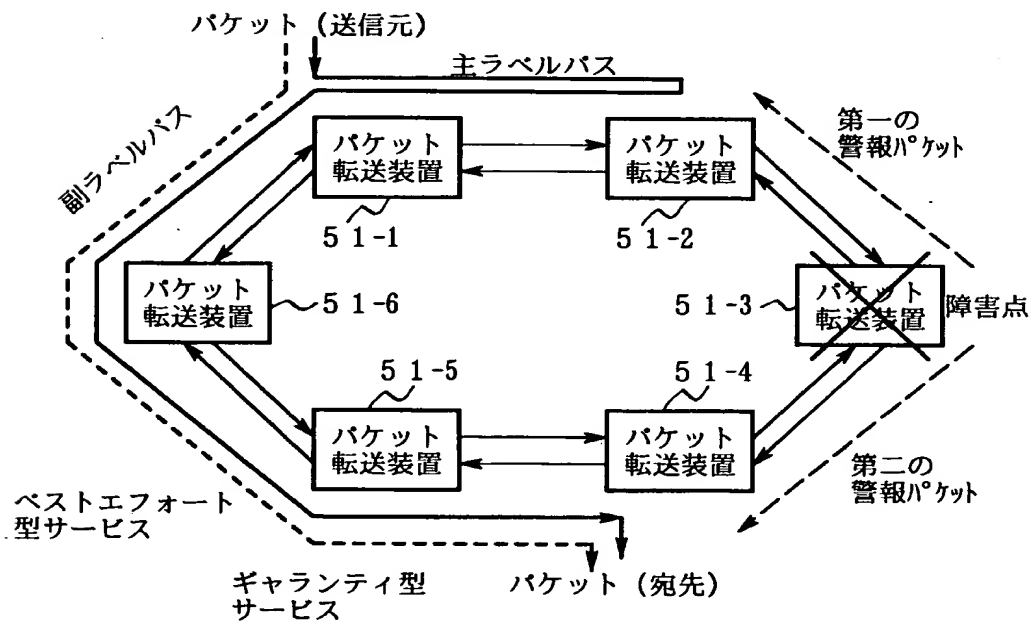 パケット (送信元)
主ラベルパス
副ラベルパス
第一の
警報パケット
パケット
転送装置
パケット
転送装置
51-1
51-2
パケット
転送装置
51-6
51-3
パケット
転送装置
障害点
51-5
51-4
パケット
転送装置
パケット
転送装置
第二の
警報パケット
ベストエフォート
型サービス
ギャランティ型
サービス
パケット (宛先)